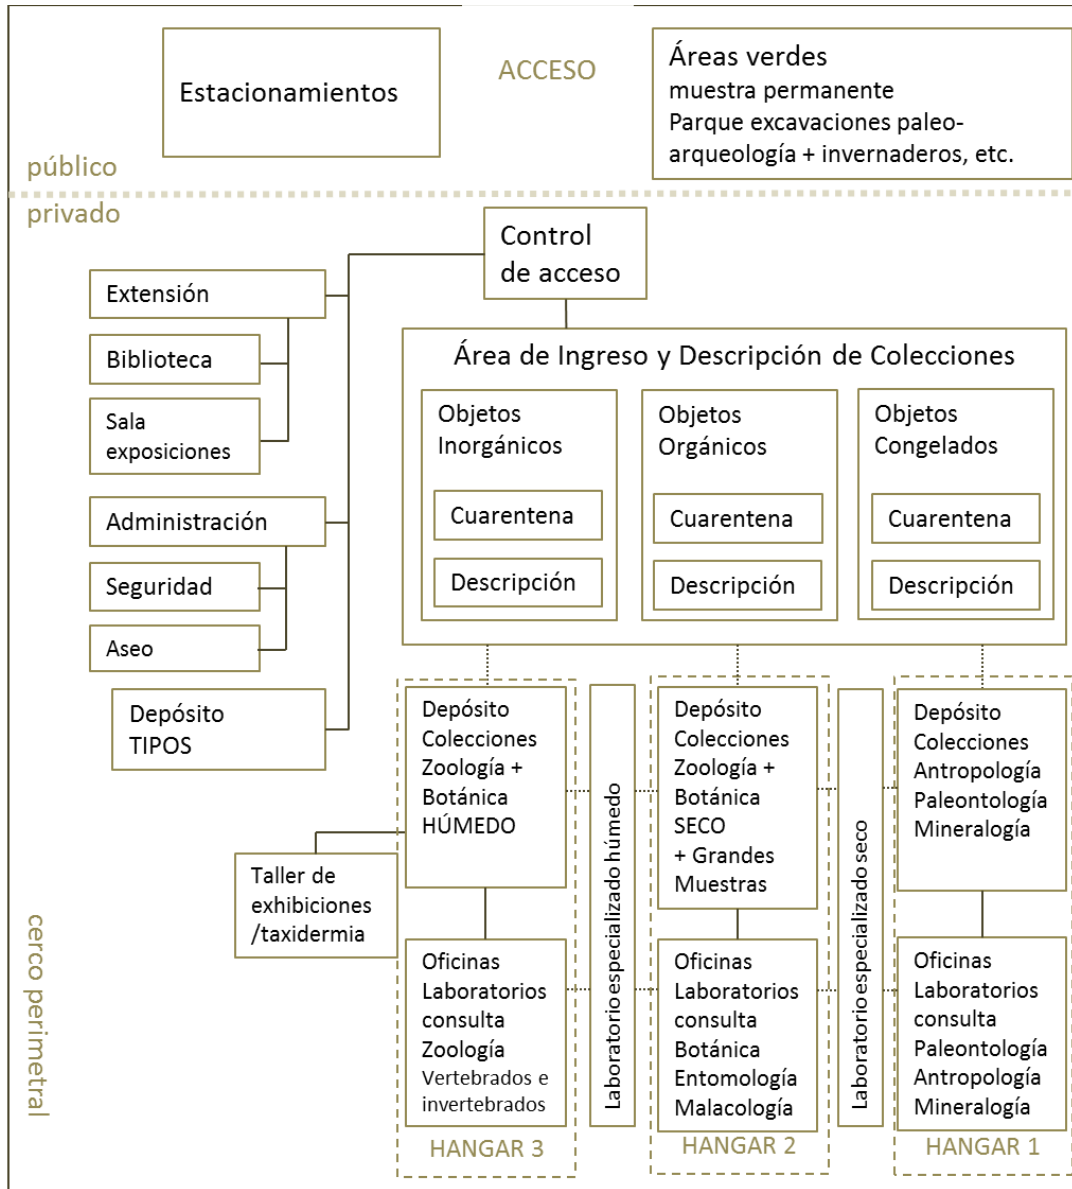 Estacionamientos
ACCESO
Áreas verdes
muestra permanente
Parque excavaciones paleo-
arqueología + invernaderos, etc.
público
privado
Control
de acceso
Extensión
Biblioteca
Sala
exposiciones
Administración
Seguridad
Aseo
Depósito
TIPOS
Área de Ingreso y Descripción de Colecciones
Objetos
Inorgánicos
Cuarentena
Descripción
Objetos
Orgánicos
Cuarentena
Descripción
Objetos
Congelados
Cuarentena
Descripción
Depósito
Colecciones
Zoología +
Botánica
HÚMEDO
Taller de
exhibiciones
/taxidermia
Oficinas
Laboratorios
consulta
Zoología
Vertebrados e
invertebrados
HANGAR 3
Laboratorio especializado húmedo
Depósito
Colecciones
Zoología +
Botánica
SECO
+ Grandes
Muestras
Oficinas
Laboratorios
consulta
Botánica
Entomología
Malacología
HANGAR 2
Laboratorio especializado seco
Depósito
Colecciones
Antropología
Paleontología
Mineralogía
Oficinas
Laboratorios
consulta
Paleontología
Antropología
Mineralogía
HANGAR 1
cerco perimetral